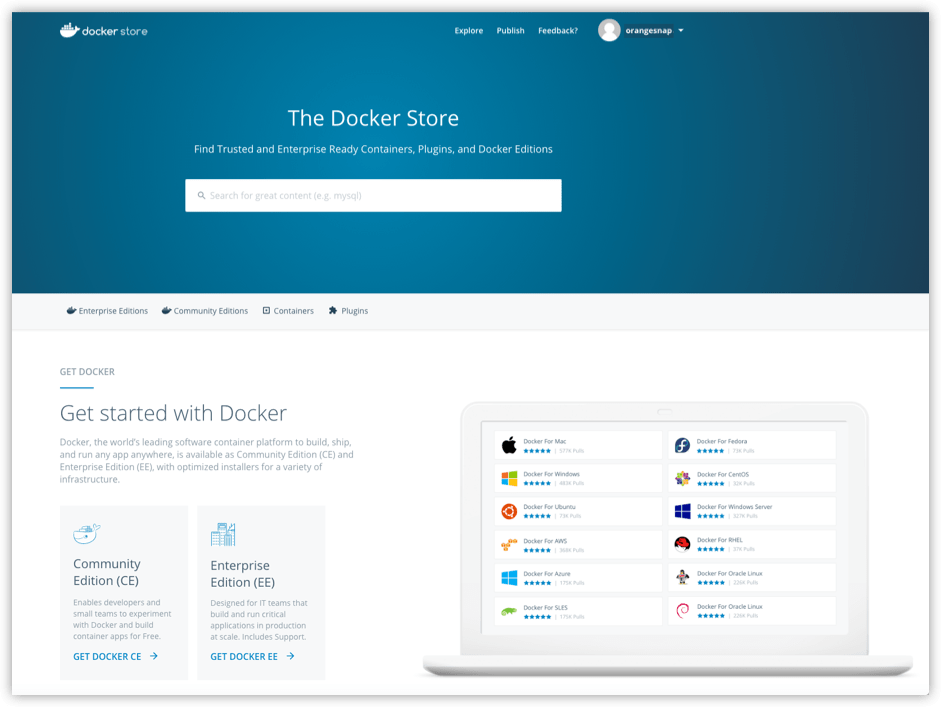 docker store
Explore Publish Feedback? orangesnap
The Docker Store
Find Trusted and Enterprise Ready Containers, Plugins, and Docker Editions
Search for great content (e.g. mysql)
Enterprise Editions Community Editions Containers Plugins
GET DOCKER
Get started with Docker
Docker, the world's leading software container platform to build, ship,
and run any app anywhere, is available as Community Edition (CE) and
Enterprise Edition (EE), with optimized installers for a variety of
infrastructure.
Community
Edition (CE)
Enables developers and
small teams to experiment
with Docker and build
container apps for Free.
GET DOCKER CE
Enterprise
Edition (EE)
Designed for IT teams that
build and run critical
applications in production
at scale. Includes Support.
GET DOCKER EE
Docker For Mac
| 577K Pulls
Docker For Windows
| 483K Pulls
Docker For Ubuntu
| 13K Pulls
Docker For AWS
| 368K Pulls
Docker For Azure
| 175K Pulls
Docker For SLES
| 175K Pulls
Docker For Fedora
| 73K Pulls
Docker For CentOS
| 32K Pulls
Docker For Windows Server
| 327K Pulls
Docker For RHEL
| 37K Pulls
Docker For Oracle Linux
| 226K Pulls
Docker For Oracle Linux
| 226K Pulls